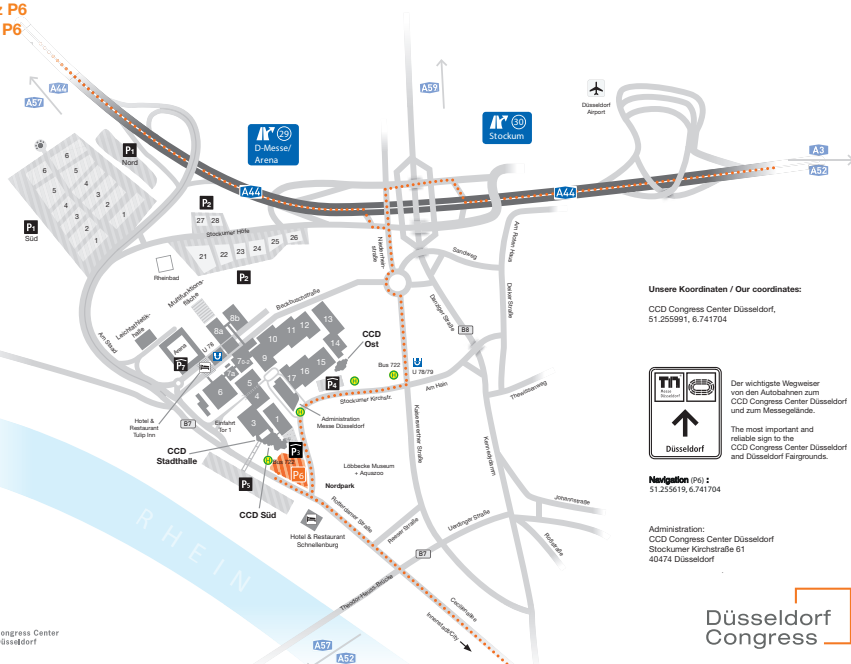 z P6
P6
A44
A57
A59
29
D-Messe/
Arena
30
Stockum
Düsseldorf
Airport
A3
A52
A44
A44
P1
Nord
P1
Süd
6
5
4
3
2
1
6
5
4
3
2
1
P2
27 28
Stockumer Höfe
21 22 23 24 25 26
P2
Rheinbad
Niederrhein-
straße
Sandweg
Am Roten Haus
Danziger Straße
B8
Multifunktions-
fläche
Beckbuschstraße
Leichtathletik-
halle
Am Staad
Arena
U 78
P7
8b
8a
7a
9
10
11
12
13
14
15
16
17
6
5
4
3
1
CCD
Ost
P4
Bus 722
U 78/79
Am Hain
Stockumer Kirchstr.
Thewissenweg
Kaiserswerther Straße
Kennedydamm
Hotel &
Restaurant
Tulip Inn
B7
Einfahrt
Tor 1
Administration
Messe Düsseldorf
CCD
Stadthalle
Bus 722
P3
P6
P5
Löbbecke Museum
+ Aquazoo
Nordpark
CCD Süd
Rotterdamer Straße
Hotel & Restaurant
Schnellenburg
Reeser Straße
Uerdinger Straße
Johannstraße
Roßstraße
B7
Theodor-Heuss-Brücke
Cecilienallee
Innenstadt/City
RHEIN
A57
A52
Unsere Koordinaten / Our coordinates:
CCD Congress Center Düsseldorf,
51.255991, 6.741704
Messe
Düsseldorf
Düsseldorf
Der wichtigste Wegweiser
von den Autobahnen zum
CCD Congress Center Düsseldorf
und zum Messegelände.
The most important and
reliable sign to the
CCD Congress Center Düsseldorf
and Düsseldorf Fairgrounds.
Navigation (P6) :
51.255619, 6.741704
Administration:
CCD Congress Center Düsseldorf
Stockumer Kirchstraße 61
40474 Düsseldorf
ongress Center
üsseldorf
Düsseldorf
Congress